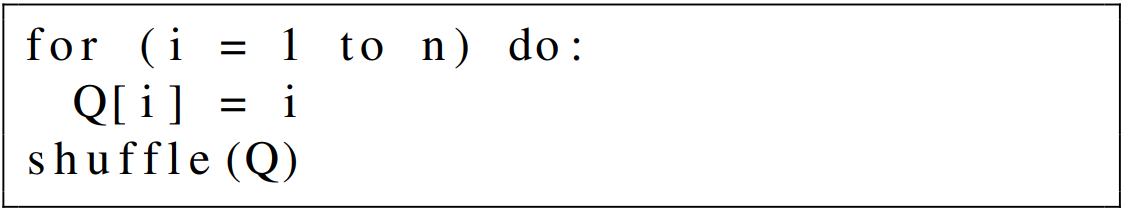 for (i = 1 to n) do:
  Q[i] = i
shuffle(Q)